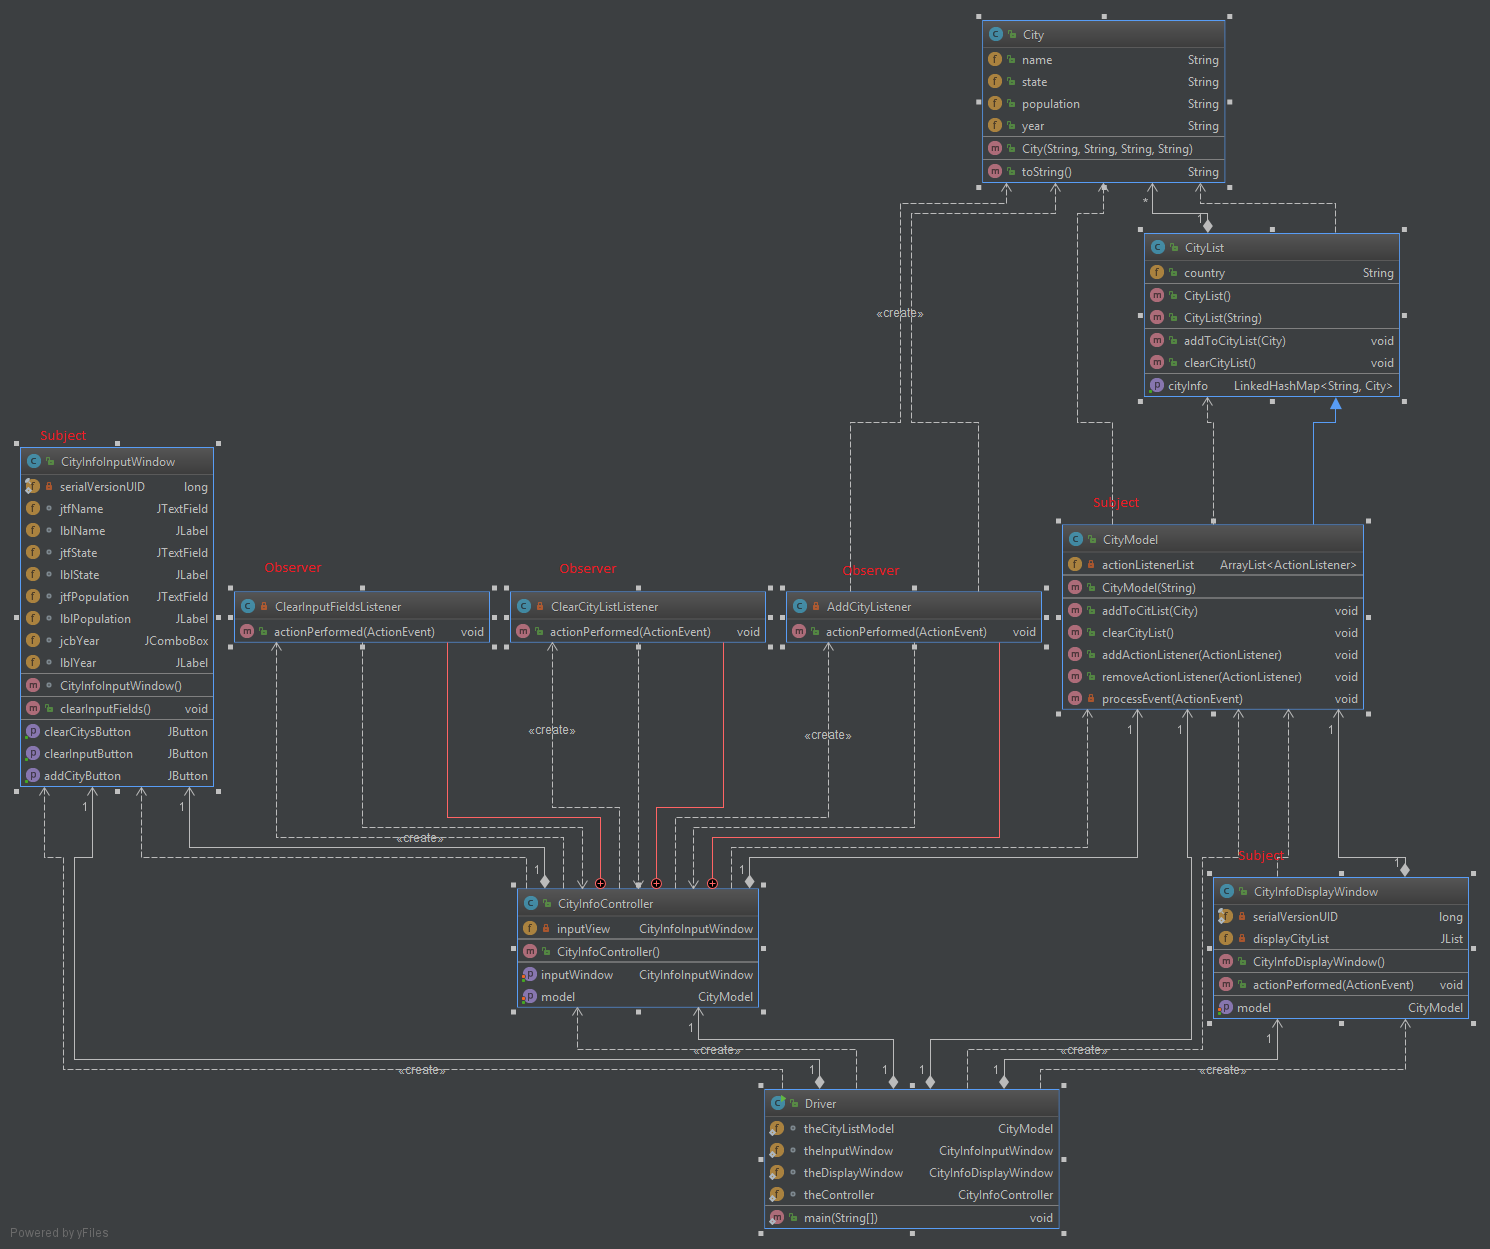 City
name String
state String
population String
year String
City(String, String, String, String)
toString() String
*
1
CityList
country String
CityList()
CityList(String)
addToCityList(City) void
clearCityList() void
cityInfo LinkedHashMap<String, City>
«create»
Subject
CityInfoInputWindow
serialVersionUID long
jtfName JTextField
lblName JLabel
jtfState JTextField
lblState JLabel
jtfPopulation JTextField
lblPopulation JLabel
jcbYear JComboBox
lblYear JLabel
CityInfoInputWindow()
clearInputFields() void
clearCitysButton JButton
clearInputButton JButton
addCityButton JButton
Observer
ClearInputFieldsListener
actionPerformed(ActionEvent) void
Observer
ClearCityListListener
actionPerformed(ActionEvent) void
Observer
AddCityListener
actionPerformed(ActionEvent) void
Subject
CityModel
actionListenerList ArrayList<ActionListener>
CityModel(String)
addToCitList(City) void
clearCityList() void
addActionListener(ActionListener) void
removeActionListener(ActionListener) void
processEvent(ActionEvent) void
«create»
«create»
1
1
1
1
1
«create»
1
1
1
CityInfoController
inputView CityInfoInputWindow
CityInfoController()
inputWindow CityInfoInputWindow
model CityModel
Subject
CityInfoDisplayWindow
serialVersionUID long
displayCityList JList
CityInfoDisplayWindow()
actionPerformed(ActionEvent) void
model CityModel
1
1
«create»
«create»
«create»
«create»
1
1
1
1
Driver
theCityListModel CityModel
theInputWindow CityInfoInputWindow
theDisplayWindow CityInfoDisplayWindow
theController CityInfoController
main(String[]) void
Powered by yFiles